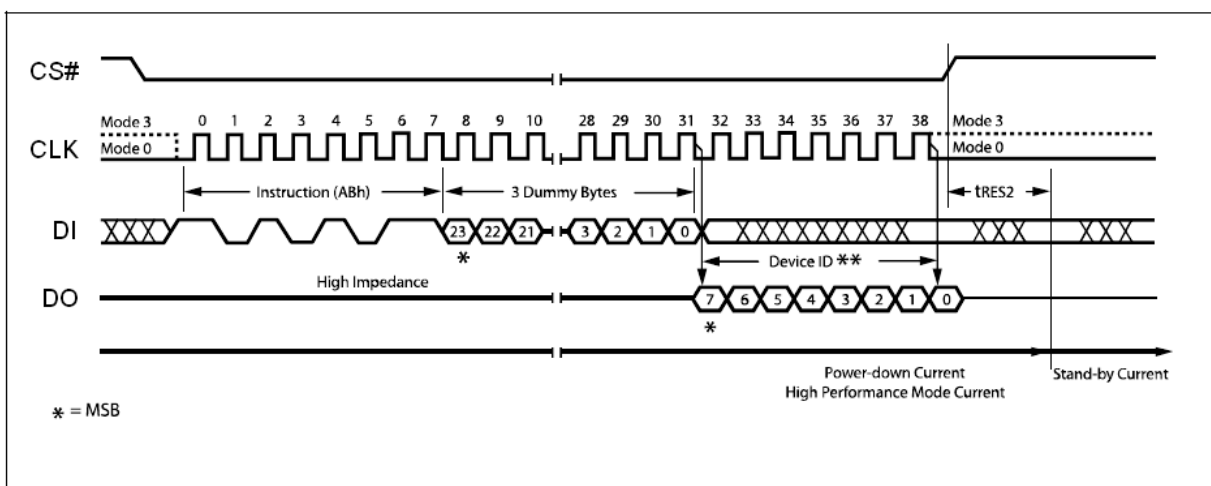 CS#
Mode 3 0 1 2 3 4 5 6 7 8 9 10 28 29 30 31 32 33 34 35 36 37 38 Mode 3
CLK Mode 0 Mode 0
Instruction (ABh) 3 Dummy Bytes tRES2
DI 23 22 21 3 2 1 0
* Device ID **
High Impedance
DO 7 6 5 4 3 2 1 0
*
Power-down Current Stand-by Current
High Performance Mode Current
* = MSB